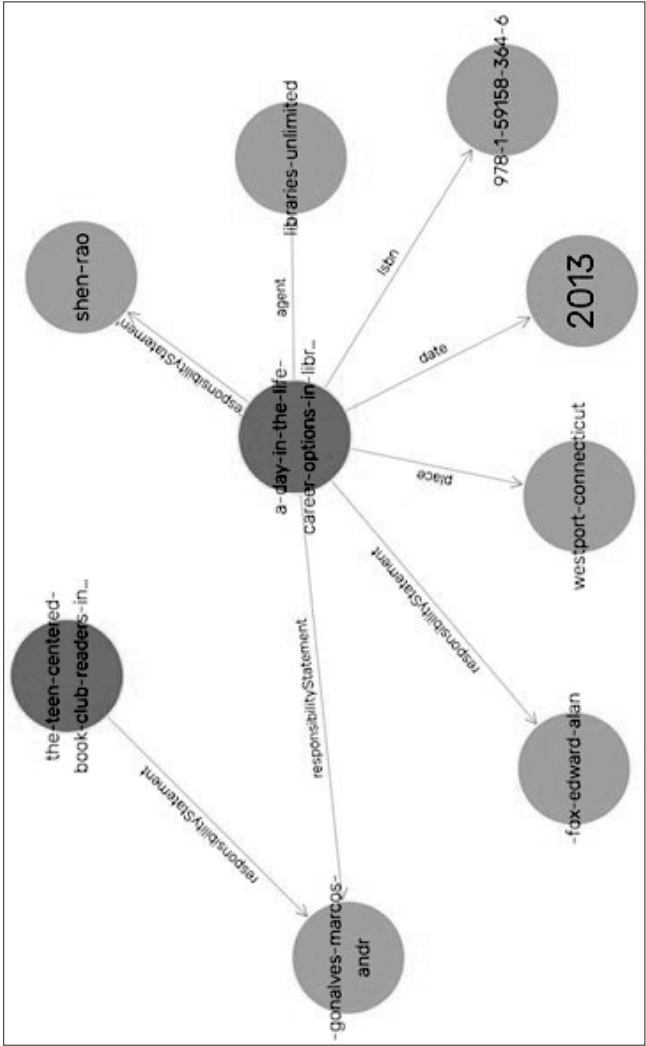 the-teen-centered-
book-club-readers-in...
responsibilityStatement
-gonalves-marcos-
andr
responsibilityStatement
shen-rao
responsibilityStatemen'
a-day-in-the-life-
career-options-in-libr...
agent
libraries-unlimited
Isbn
978-1-59158-364-6
date
2013
place
westport-connecticut
responsibilityStatement
-fox-edward-alan